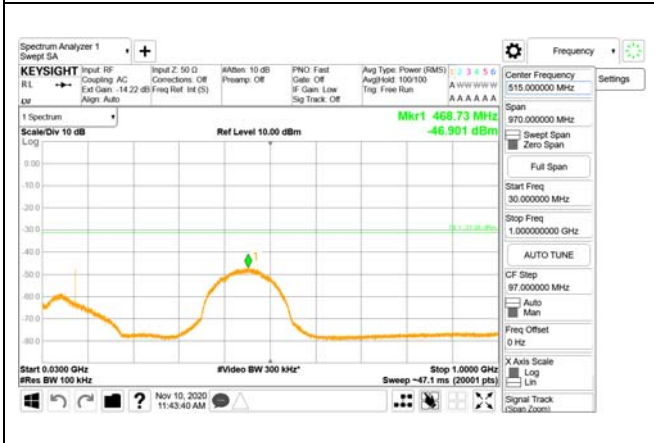 Spectrum Analyzer 1
Swept SA
Frequency
KEYSIGHT
RL
Input: RF
Coupling: AC
Ext Gain: -14.22 dB
Align: Auto
Input Z: 50 Ω
Corrections: Off
Freq Ref: Int (S)
#Atten: 10 dB
Preamp: Off
PNO: Fast
Gate: Off
IF Gain: Low
Sig Track: Off
Avg Type: Power (RMS)
Avg|Hold: 100/100
Trig: Free Run
1 2 3 4 5 6
A W W W W W
A A A A A A
1 Spectrum
Scale/Div 10 dB
Log
Ref Level 10.00 dBm
Mkr1 468.73 MHz
-46.901 dBm
0.00
-10.0
-20.0
-30.0
-40.0
-50.0
-60.0
-70.0
-80.0
1
Start 0.0300 GHz
#Res BW 100 kHz
#Video BW 300 kHz*
Stop 1.0000 GHz
Sweep ~47.1 ms (20001 pts)
Nov 10, 2020
11:43:40 AM
?
Center Frequency
515.000000 MHz
Settings
Span
970.000000 MHz
Swept Span
Zero Span
Full Span
Start Freq
30.000000 MHz
Stop Freq
1.000000000 GHz
AUTO TUNE
CF Step
97.000000 MHz
Auto
Man
Freq Offset
0 Hz
X Axis Scale
Log
Lin
Signal Track
(Span Zoom)